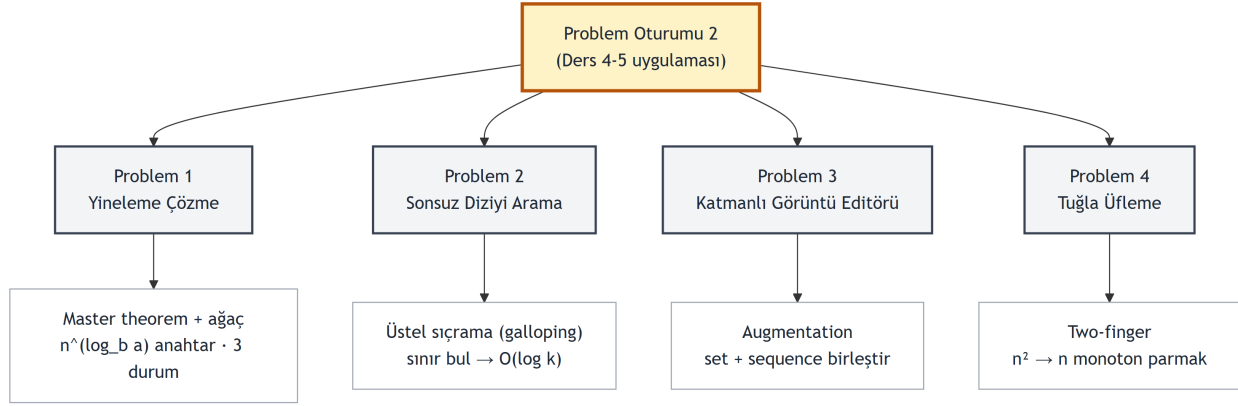 Problem Oturumu 2
(Ders 4-5 uygulaması)
Problem 1
Yineleme Çözme
Problem 2
Sonsuz Diziyi Arama
Problem 3
Katmanlı Görüntü Editörü
Problem 4
Tuğla Üfleme
Master theorem + ağaç
n^(log_b a) anahtar · 3
durum
Üstel sıçrama (galloping)
sınır bul → O(log k)
Augmentation
set + sequence birleştir
Two-finger
n² → n monoton parmak